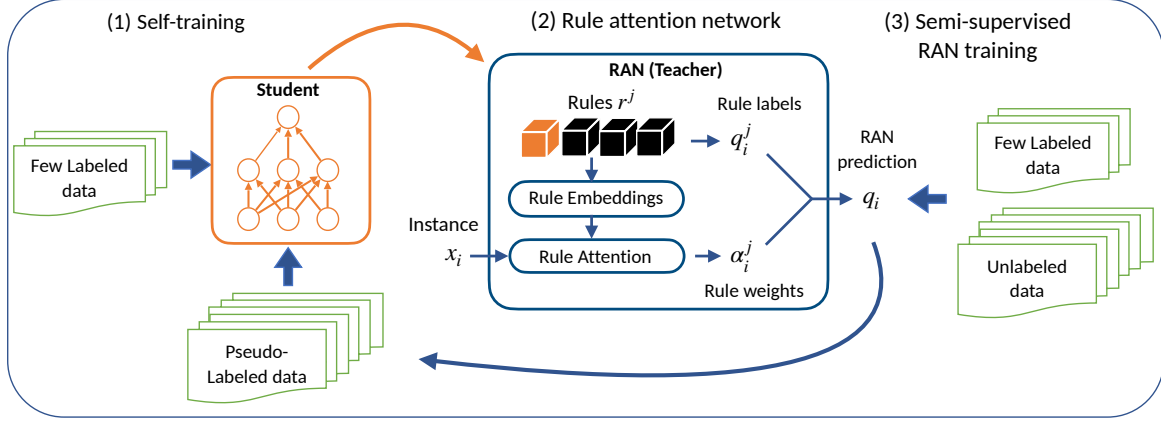 (1) Self-training
Student
Few Labeled
data
Pseudo-
Labeled data
(2) Rule attention network
RAN (Teacher)
Rules r^j
Rule labels
q_i^j
Rule Embeddings
Instance
x_i
Rule Attention
α_i^j
Rule weights
RAN
prediction
q_i
(3) Semi-supervised
RAN training
Few Labeled
data
Unlabeled
data